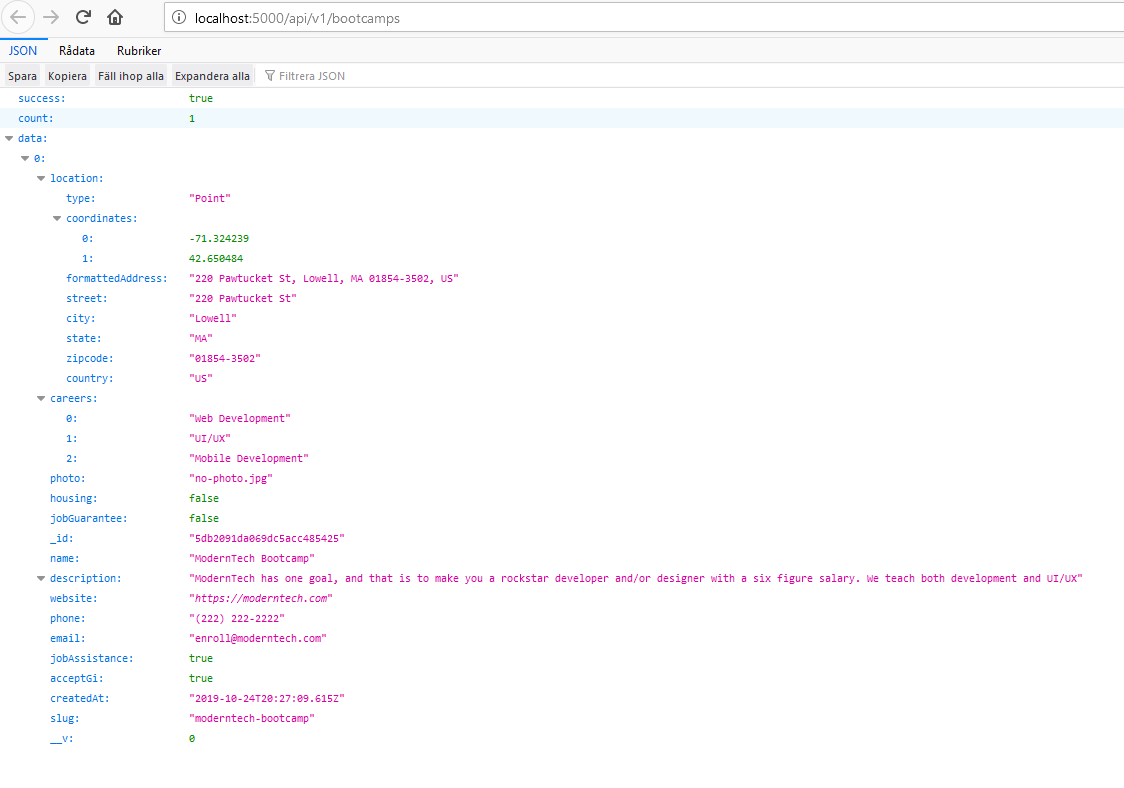 localhost:5000/api/v1/bootcamps
JSON Rådata Rubriker
Spara Kopiera Fäll ihop alla Expandera alla Filtrera JSON
success: true
count: 1
data:
0:
location:
type: "Point"
coordinates:
0: -71.324239
1: 42.650484
formattedAddress: "220 Pawtucket St, Lowell, MA 01854-3502, US"
street: "220 Pawtucket St"
city: "Lowell"
state: "MA"
zipcode: "01854-3502"
country: "US"
careers:
0: "Web Development"
1: "UI/UX"
2: "Mobile Development"
photo: "no-photo.jpg"
housing: false
jobGuarantee: false
_id: "5db2091da069dc5acc485425"
name: "ModernTech Bootcamp"
description: "ModernTech has one goal, and that is to make you a rockstar developer and/or designer with a six figure salary. We teach both development and UI/UX"
website: "https://moderntech.com"
phone: "(222) 222-2222"
email: "enroll@moderntech.com"
jobAssistance: true
acceptGi: true
createdAt: "2019-10-24T20:27:09.615Z"
slug: "moderntech-bootcamp"
__v: 0